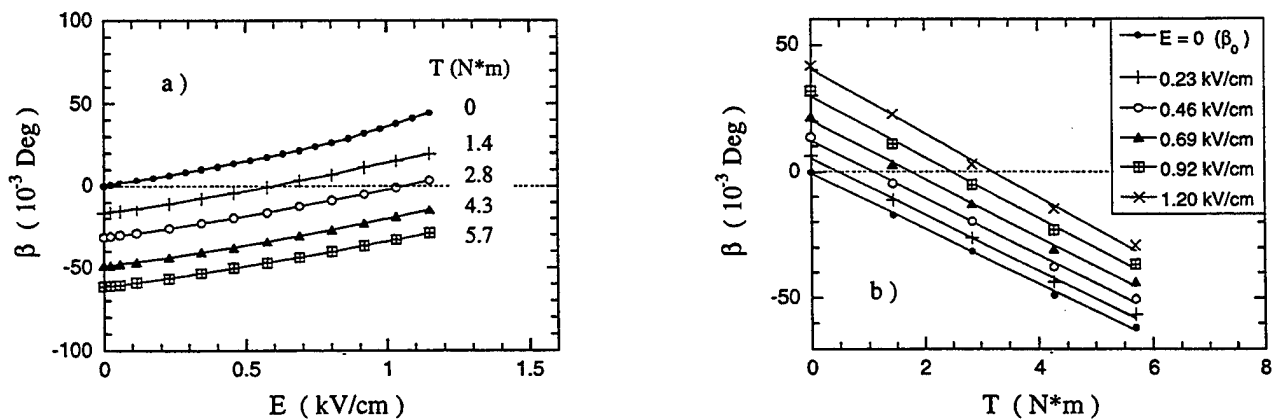 100
50
0
-50
-100
β ( 10⁻³ Deg )
a )
T (N*m)
0
1.4
2.8
4.3
5.7
0 0.5 1 1.5
E ( kV/cm )
50
0
-50
β ( 10⁻³ Deg )
E = 0 (βₒ)
0.23 kV/cm
0.46 kV/cm
0.69 kV/cm
0.92 kV/cm
1.20 kV/cm
b )
0 2 4 6 8
T ( N*m )